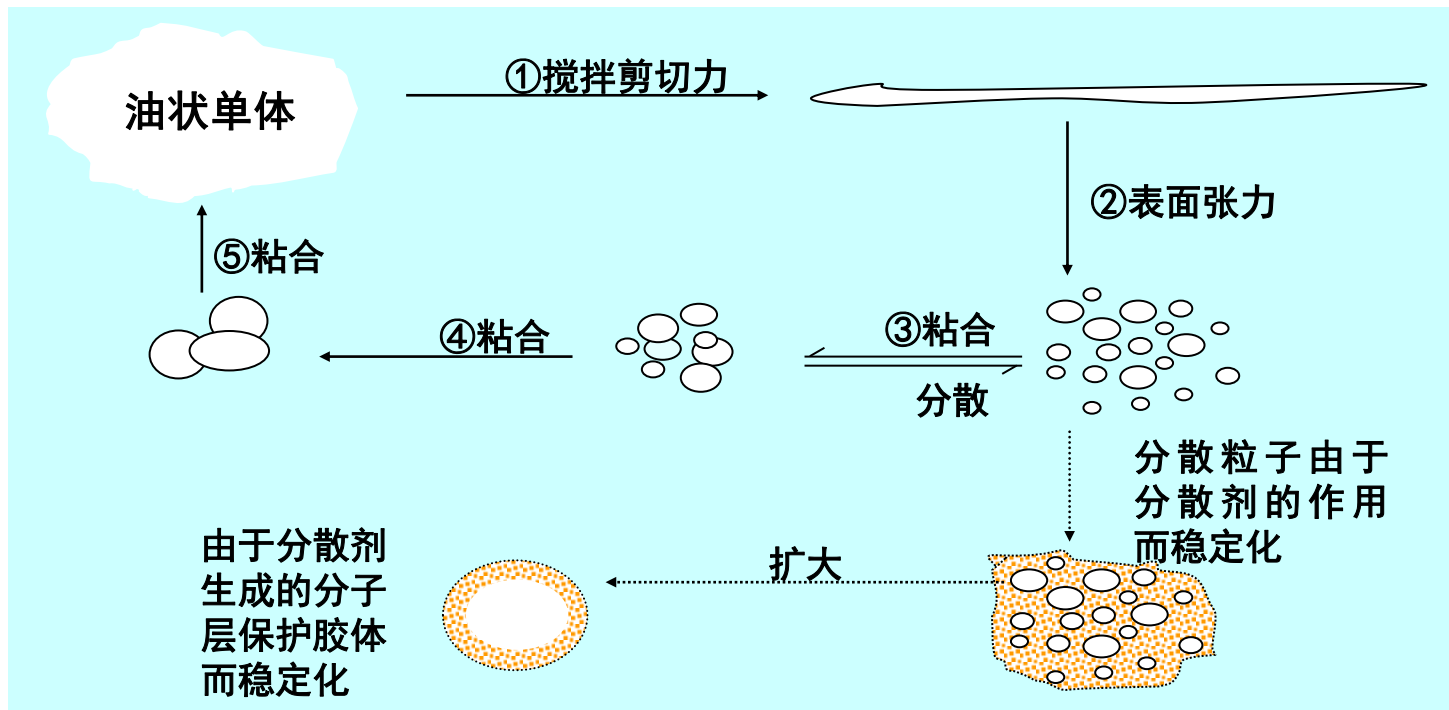 油状单体
①搅拌剪切力
②表面张力
⑤粘合
④粘合
③粘合
分散
分散粒子由于
分散剂的作用
而稳定化
扩大
由于分散剂
生成的分子
层保护胶体
而稳定化